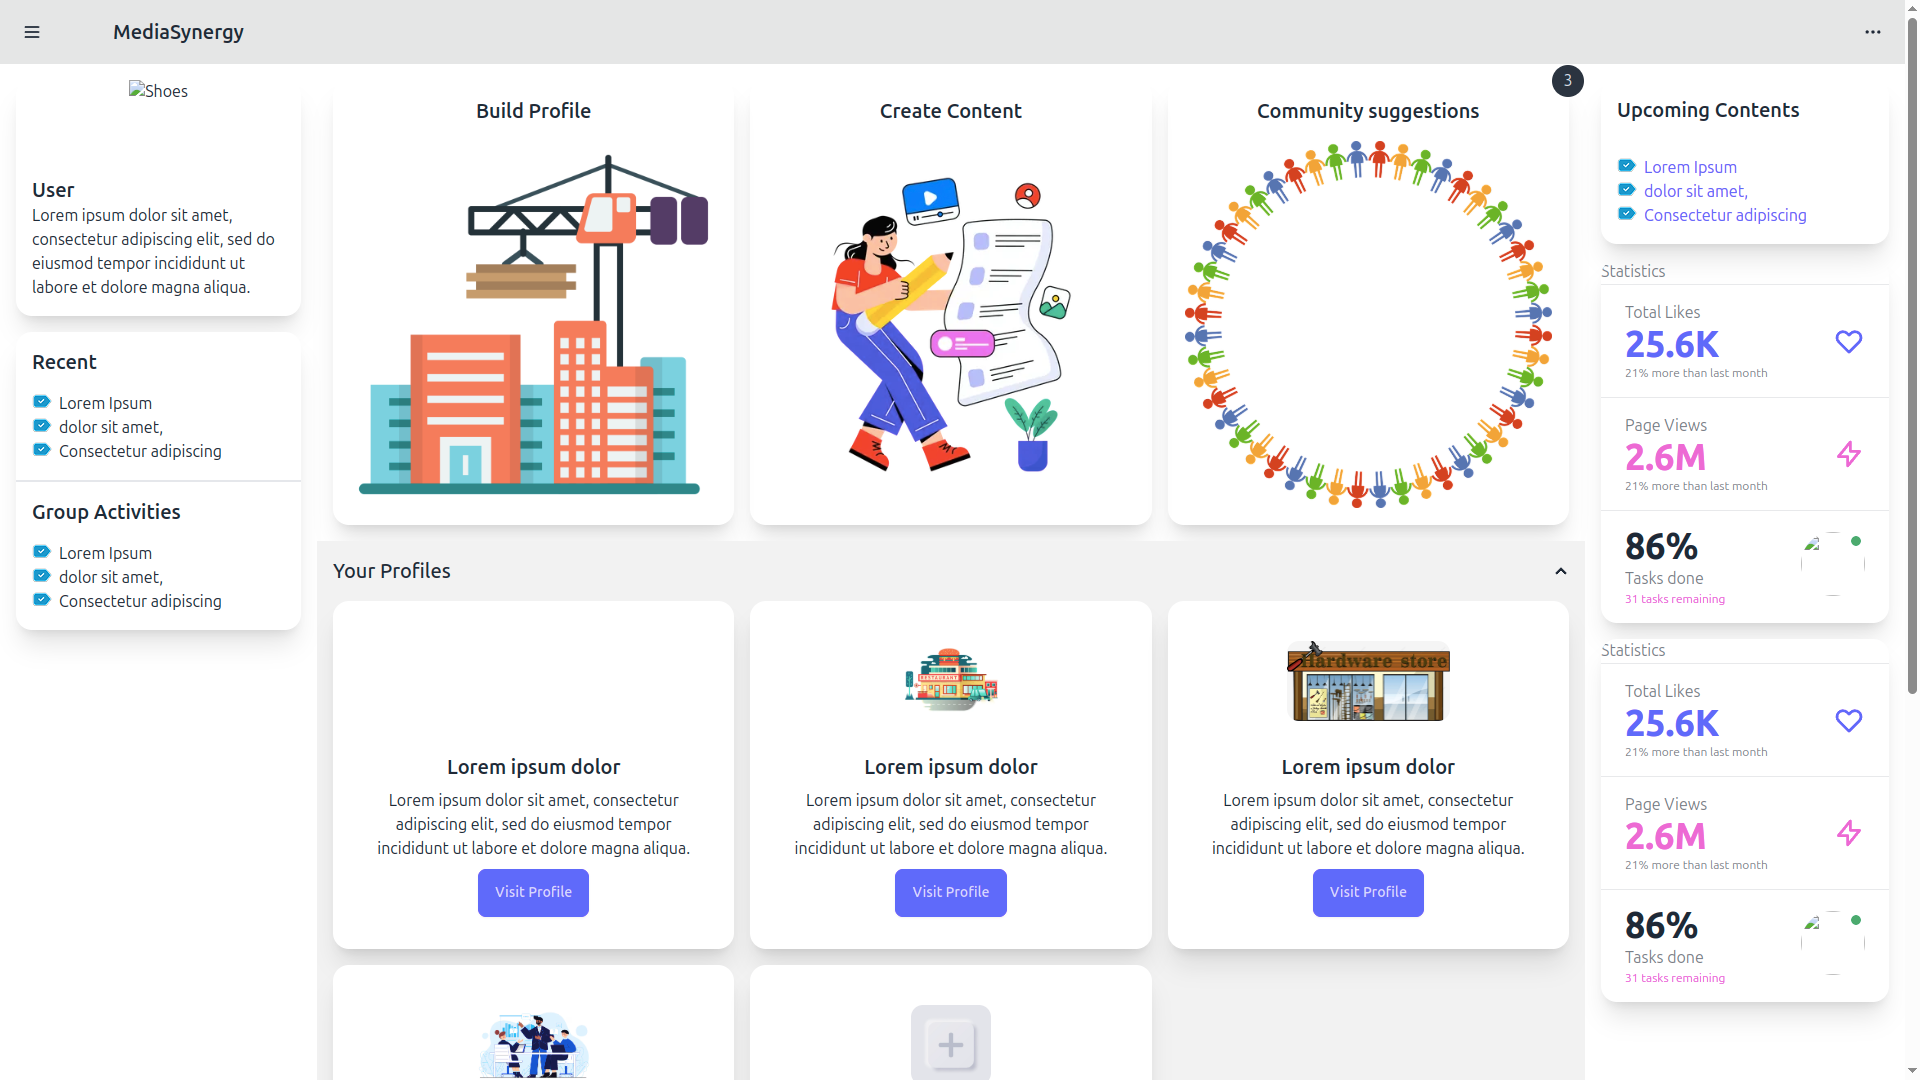 MediaSynergy
Shoes
User
Lorem ipsum dolor sit amet,
consectetur adipiscing elit, sed do
eiusmod tempor incididunt ut
labore et dolore magna aliqua.
Recent
Lorem Ipsum
dolor sit amet,
Consectetur adipiscing
Group Activities
Lorem Ipsum
dolor sit amet,
Consectetur adipiscing
Build Profile
Create Content
3
Community suggestions
Your Profiles
Lorem ipsum dolor
Lorem ipsum dolor sit amet, consectetur
adipiscing elit, sed do eiusmod tempor
incididunt ut labore et dolore magna aliqua.
Visit Profile
RESTAURANT
Lorem ipsum dolor
Lorem ipsum dolor sit amet, consectetur
adipiscing elit, sed do eiusmod tempor
incididunt ut labore et dolore magna aliqua.
Visit Profile
Hardware store
Lorem ipsum dolor
Lorem ipsum dolor sit amet, consectetur
adipiscing elit, sed do eiusmod tempor
incididunt ut labore et dolore magna aliqua.
Visit Profile
Upcoming Contents
Lorem Ipsum
dolor sit amet,
Consectetur adipiscing
Statistics
Total Likes
25.6K
21% more than last month
Page Views
2.6M
21% more than last month
86%
Tasks done
31 tasks remaining
Statistics
Total Likes
25.6K
21% more than last month
Page Views
2.6M
21% more than last month
86%
Tasks done
31 tasks remaining